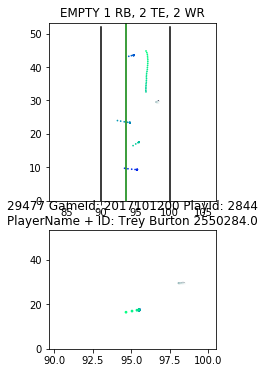 EMPTY 1 RB, 2 TE, 2 WR
50
40
30
20
10
0
85 90 95 100 105
29477 GameId: 2017101200 PlayId: 2844
PlayerName + ID: Trey Burton 2550284.0
40
20
0
90.0 92.5 95.0 97.5 100.0